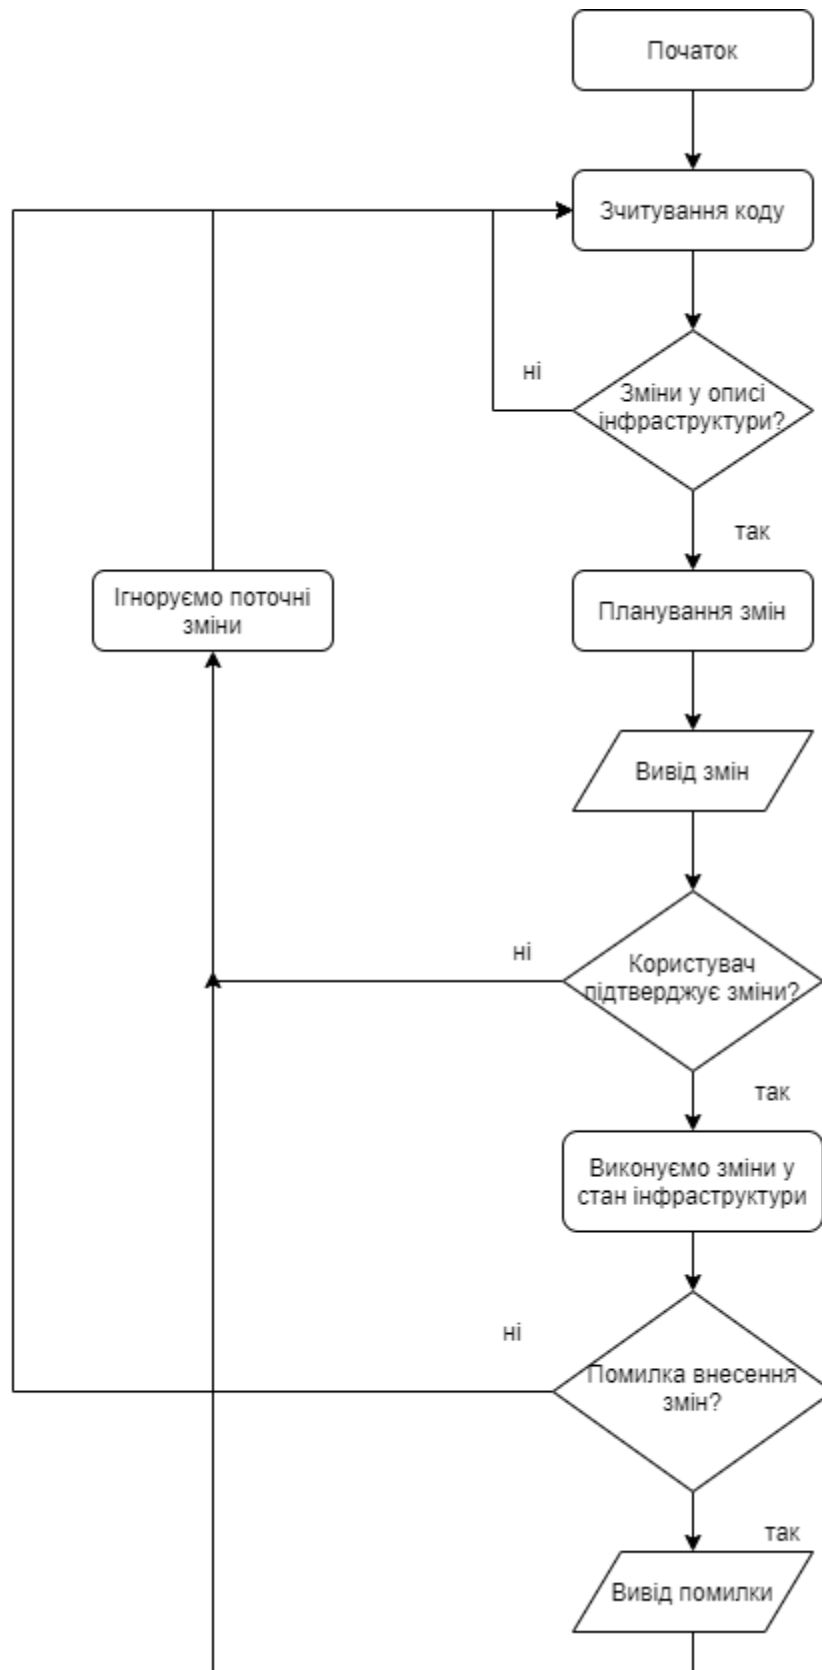 Початок
Зчитування коду
ні
Зміни у описі
інфраструктури?
так
Ігноруємо поточні
зміни
Планування змін
Вивід змін
ні
Користувач
підтверджує зміни?
так
Виконуємо зміни у
стан інфраструктури
ні
Помилка внесення
змін?
так
Вивід помилки